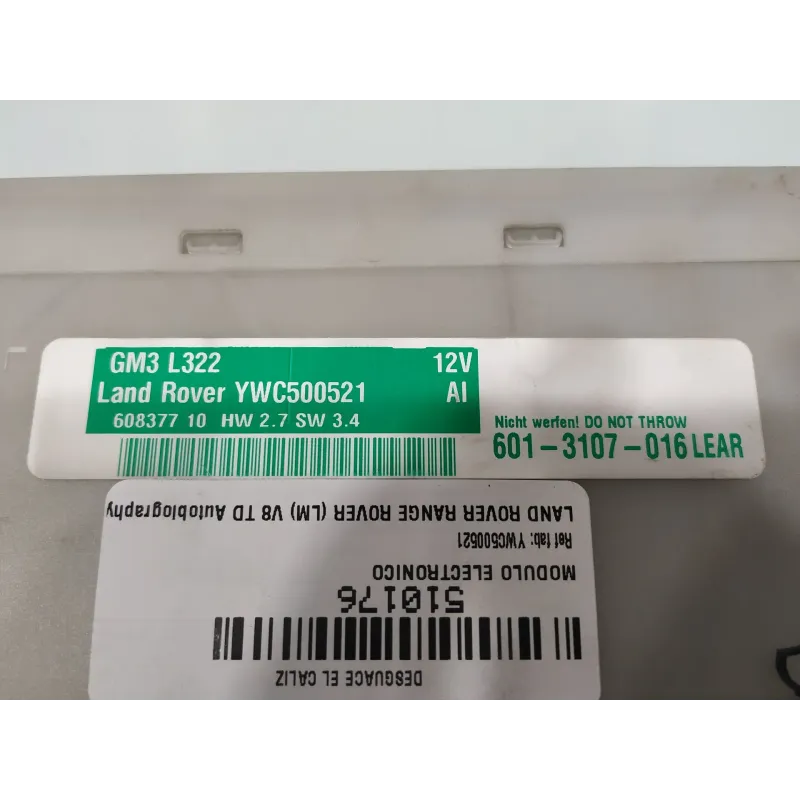 GM3 L322 12V
Land Rover YWC500521 AI
608377 10 HW 2.7 SW 3.4
Nicht werfen! DO NOT THROW
601-3107-016 LEAR
DESGUACE EL CALIZ
510176
MODULO ELECTRONICO
Ref fab: YWC500521
LAND ROVER RANGE ROVER (LM) V8 TD Autobiography